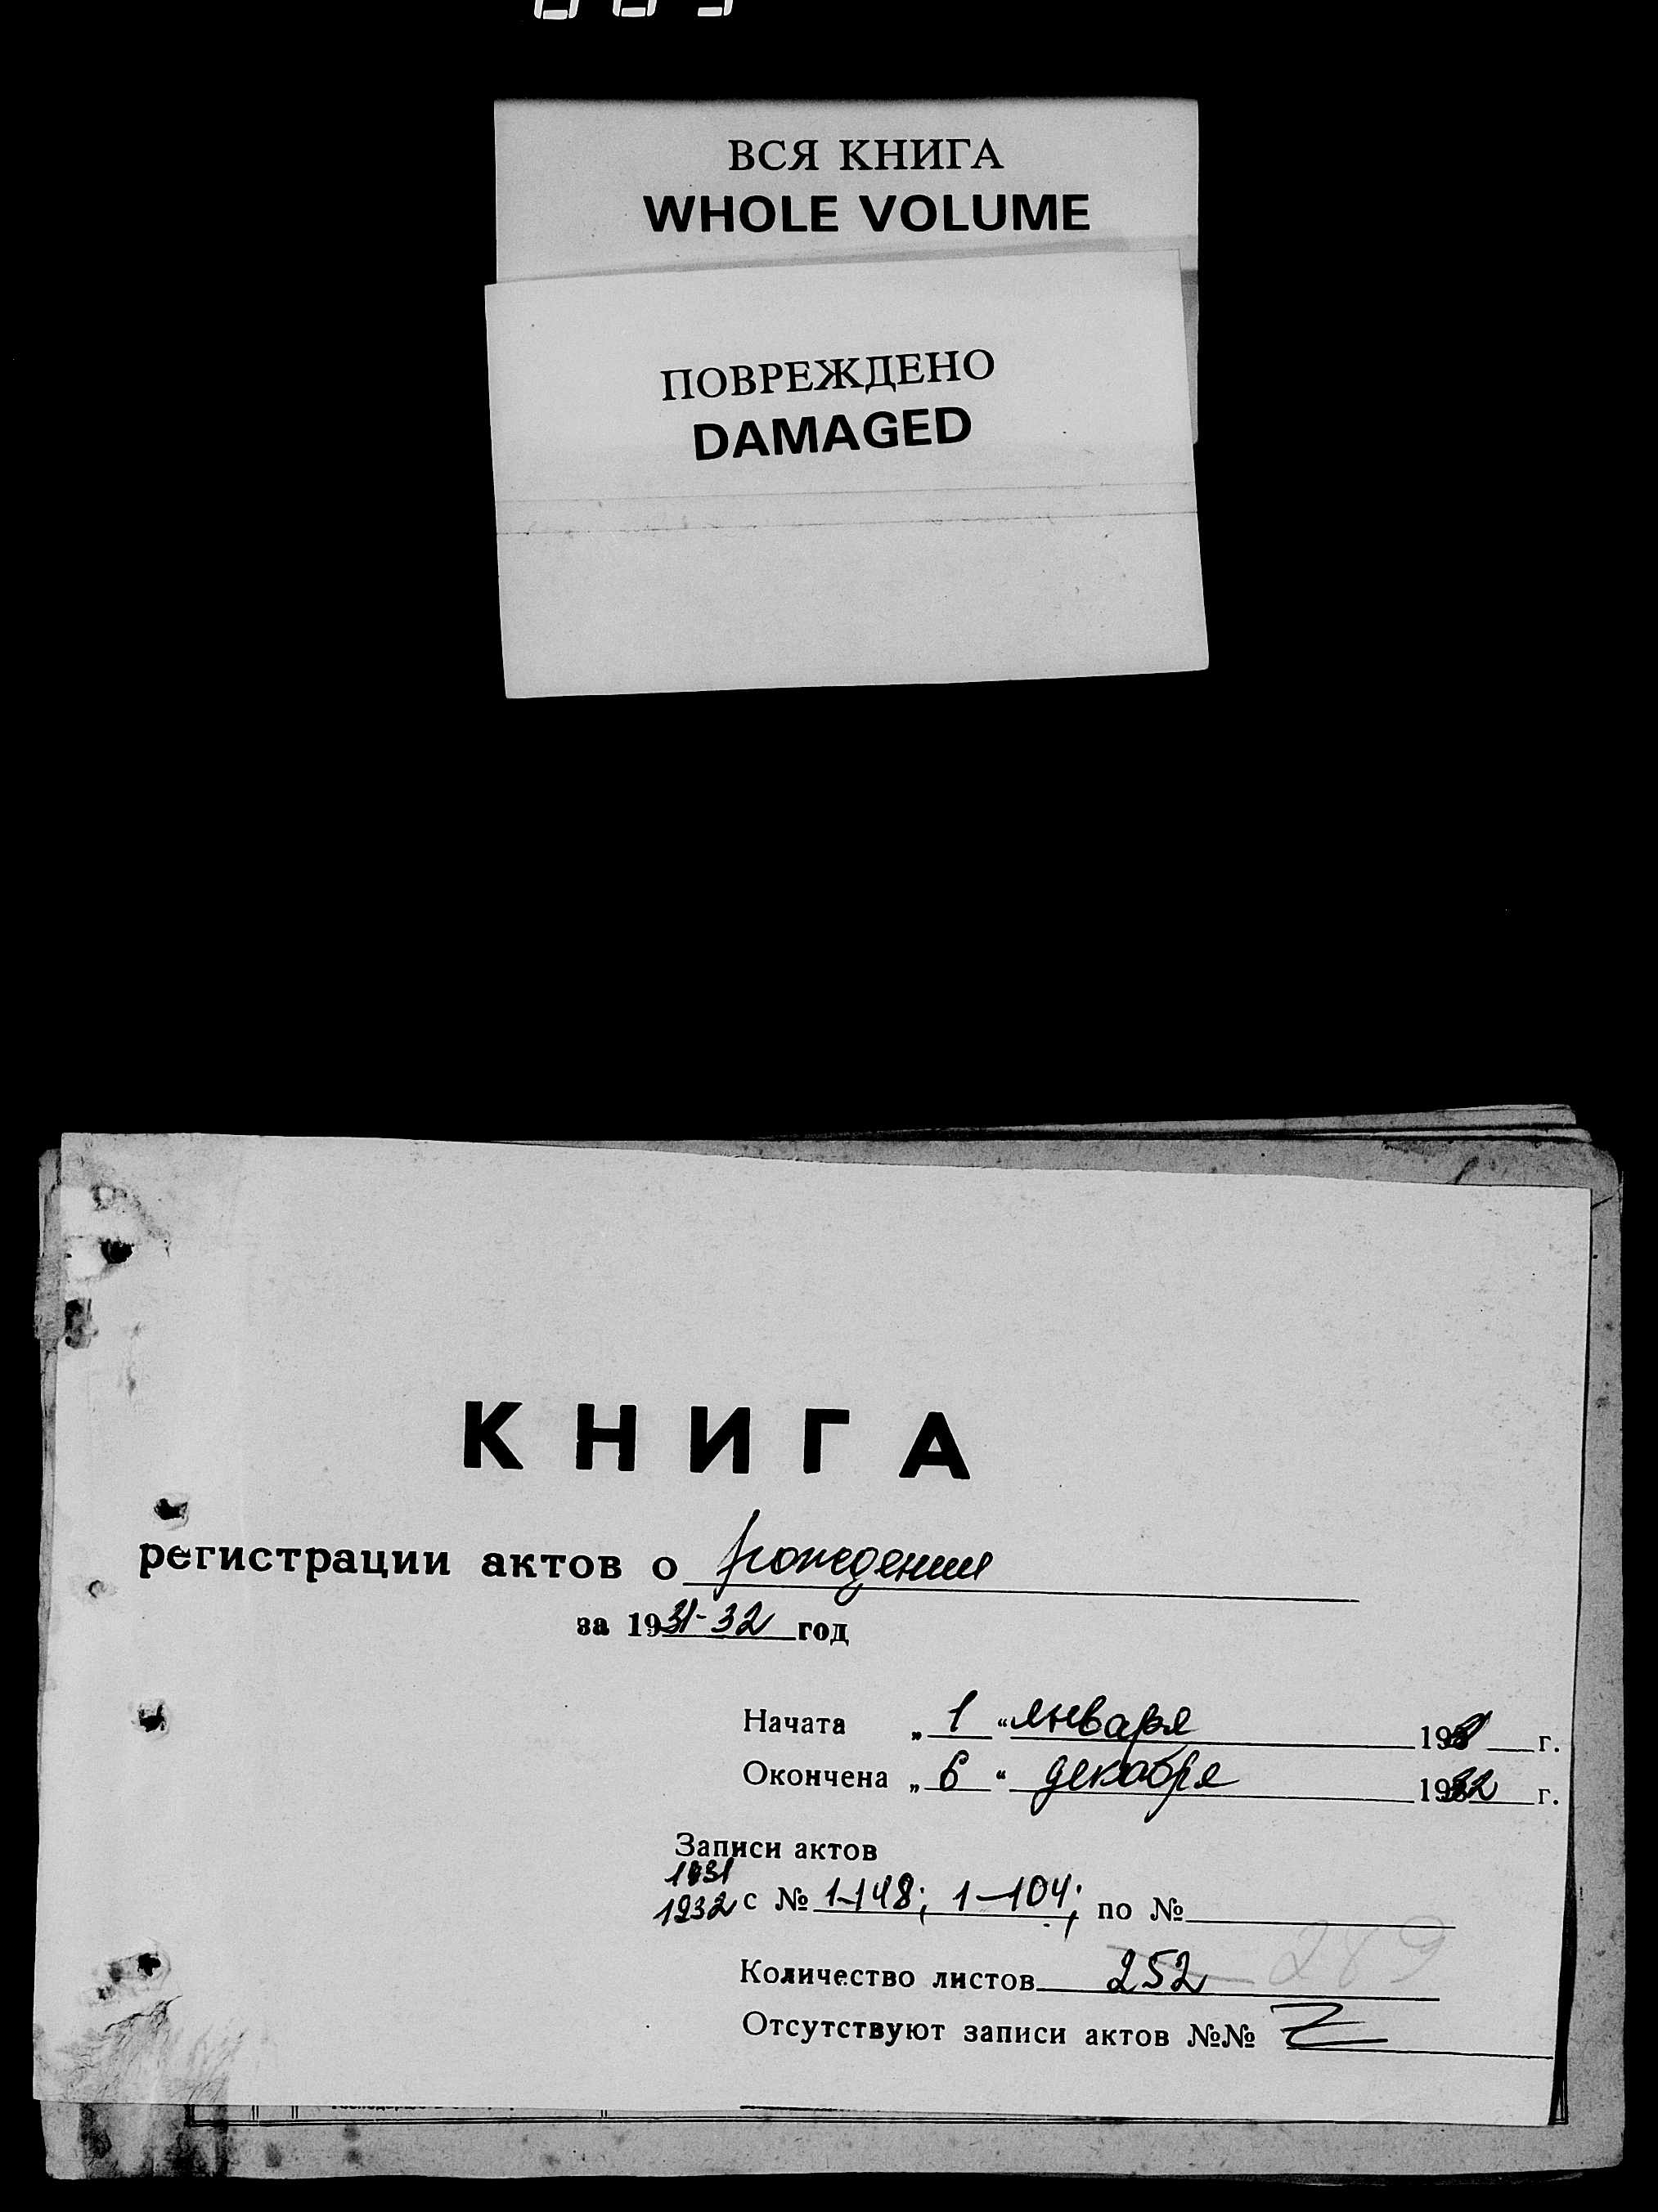 ВСЯ КНИГА
WHOLE VOLUME
ПОВРЕЖДЕНО
DAMAGED
КНИГА
регистрации актов о рождении
за 1931-32 год
Начата „ 1 “ января 1931 г.
Окончена „ 6 “ декабря 1932 г.
Записи актов
1931
1932 с № 1-148; 1-104; по №
Количество листов 252 289
Отсутствуют записи актов №№